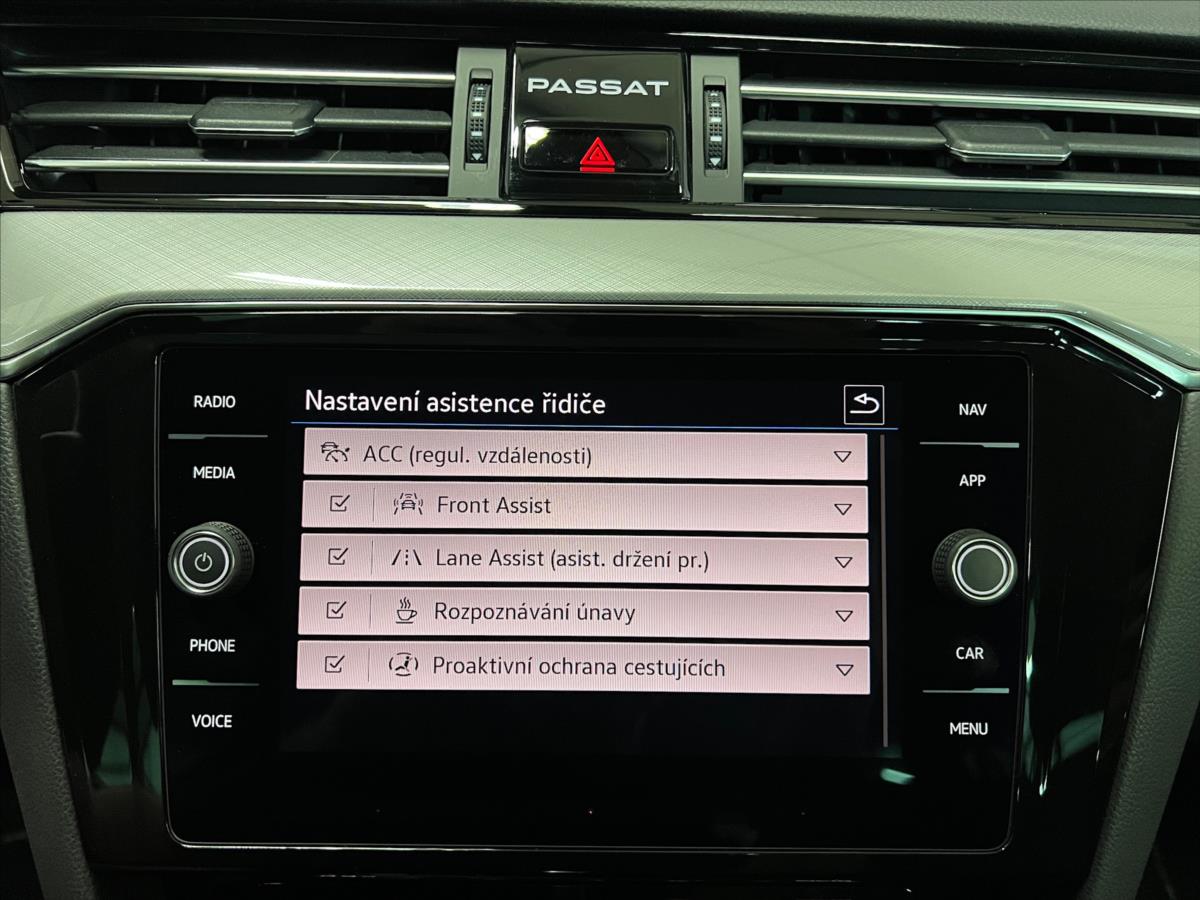 PASSAT
RADIO
MEDIA
PHONE
VOICE
Nastavení asistence řidiče
ACC (regul. vzdálenosti)
Front Assist
Lane Assist (asist. držení pr.)
Rozpoznávání únavy
Proaktivní ochrana cestujících
NAV
APP
CAR
MENU